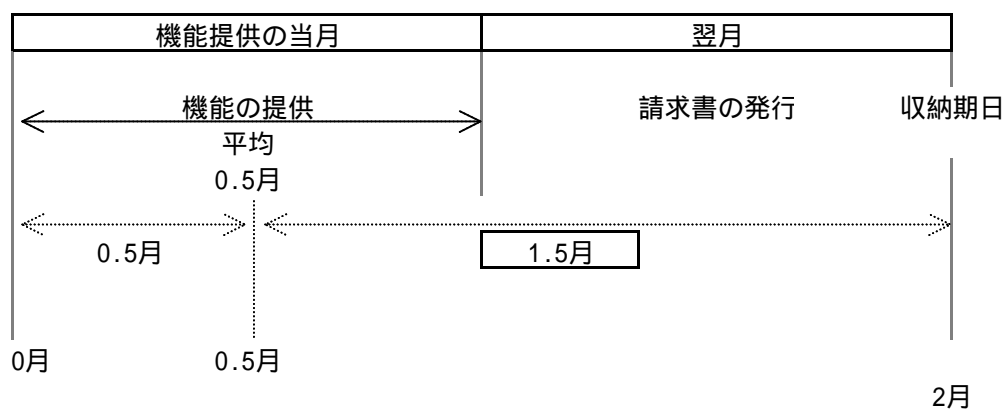 機能提供の当月 翌月
機能の提供 請求書の発行 収納期日
平均
0.5月
0.5月 1.5月
0月 0.5月
2月